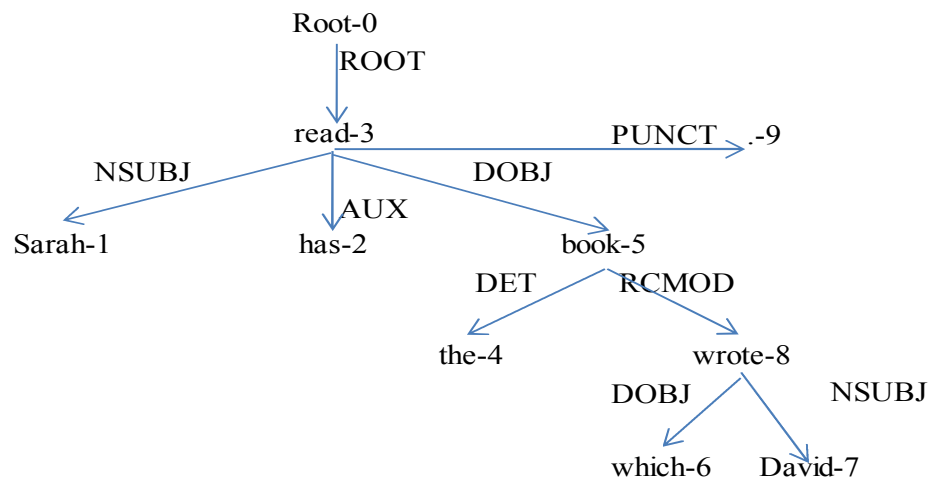 Root-0
ROOT
read-3 PUNCT .-9
NSUBJ DOBJ
AUX
Sarah-1 has-2 book-5
DET RCMOD
the-4 wrote-8
DOBJ NSUBJ
which-6 David-7